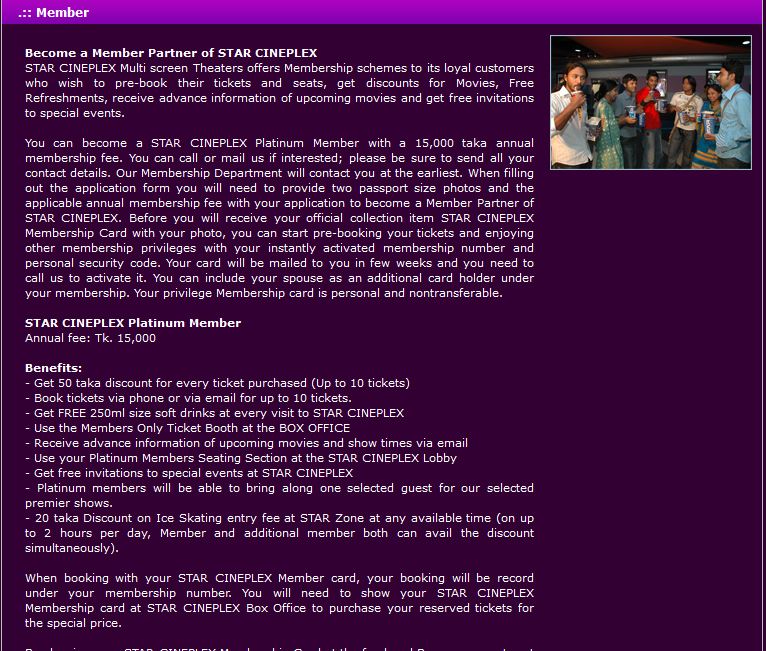 .:: Member
Become a Member Partner of STAR CINEPLEX
STAR CINEPLEX Multi screen Theaters offers Membership schemes to its loyal customers
who wish to pre-book their tickets and seats, get discounts for Movies, Free
Refreshments, receive advance information of upcoming movies and get free invitations
to special events.
You can become a STAR CINEPLEX Platinum Member with a 15,000 taka annual
membership fee. You can call or mail us if interested; please be sure to send all your
contact details. Our Membership Department will contact you at the earliest. When filling
out the application form you will need to provide two passport size photos and the
applicable annual membership fee with your application to become a Member Partner of
STAR CINEPLEX. Before you will receive your official collection item STAR CINEPLEX
Membership Card with your photo, you can start pre-booking your tickets and enjoying
other membership privileges with your instantly activated membership number and
personal security code. Your card will be mailed to you in few weeks and you need to
call us to activate it. You can include your spouse as an additional card holder under
your membership. Your privilege Membership card is personal and nontransferable.
STAR CINEPLEX Platinum Member
Annual fee: Tk. 15,000
Benefits:
- Get 50 taka discount for every ticket purchased (Up to 10 tickets)
- Book tickets via phone or via email for up to 10 tickets.
- Get FREE 250ml size soft drinks at every visit to STAR CINEPLEX
- Use the Members Only Ticket Booth at the BOX OFFICE
- Receive advance information of upcoming movies and show times via email
- Use your Platinum Members Seating Section at the STAR CINEPLEX Lobby
- Get free invitations to special events at STAR CINEPLEX
- Platinum members will be able to bring along one selected guest for our selected
premier shows.
- 20 taka Discount on Ice Skating entry fee at STAR Zone at any available time (on up
to 2 hours per day, Member and additional member both can avail the discount
simultaneously).
When booking with your STAR CINEPLEX Member card, your booking will be record
under your membership number. You will need to show your STAR CINEPLEX
Membership card at STAR CINEPLEX Box Office to purchase your reserved tickets for
the special price.